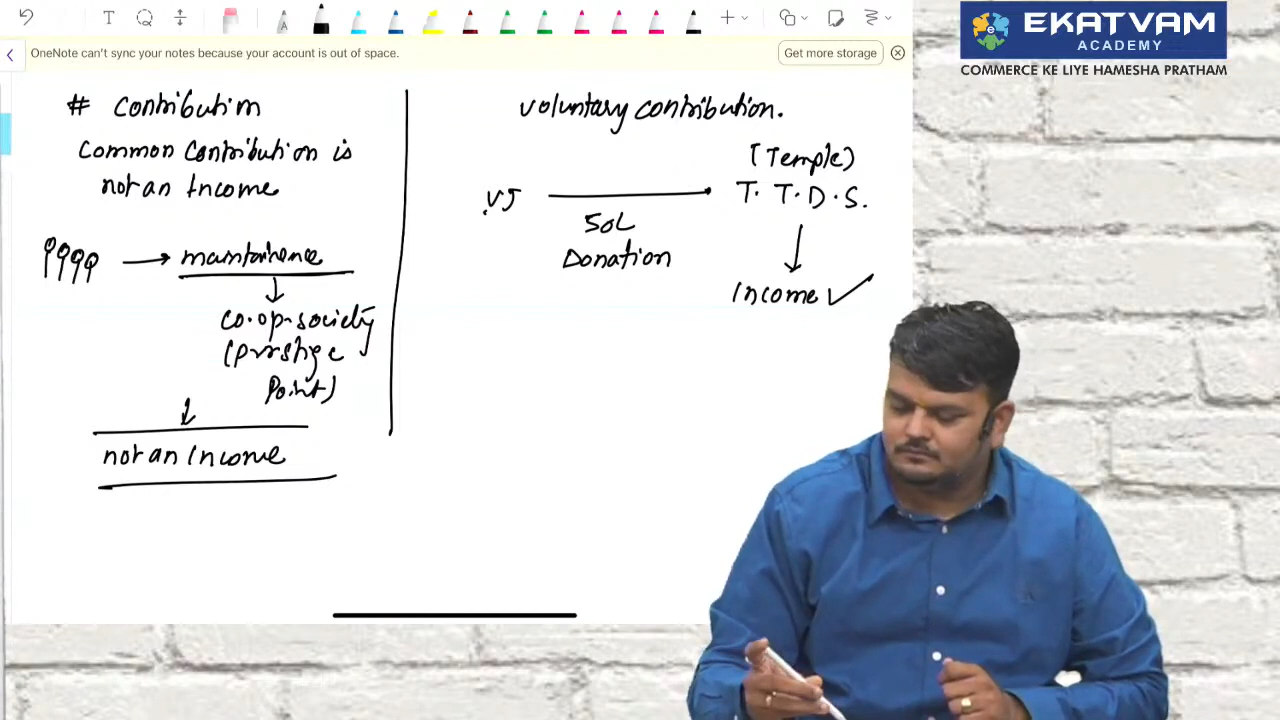 OneNote can't sync your notes because your account is out of space.
Get more storage
EKATVAM
ACADEMY
COMMERCE KE LIYE HAMESHA PRATHAM
# Contribution
Common Contribution is
not an Income
maintainence
co.op.society
(prestige
Point)
not an Income
voluntary contribution.
(Temple)
VJ
T. T.D.S.
50L
Donation
Income ✓